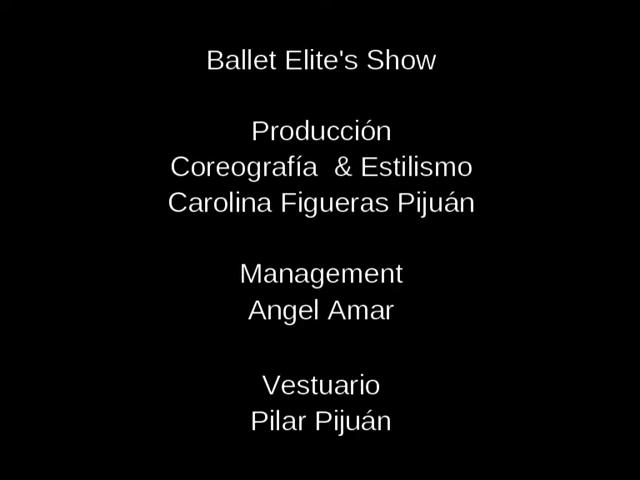 Ballet Elite's Show
Producción
Coreografía & Estilismo
Carolina Figueras Pijuán
Management
Angel Amar
Vestuario
Pilar Pijuán